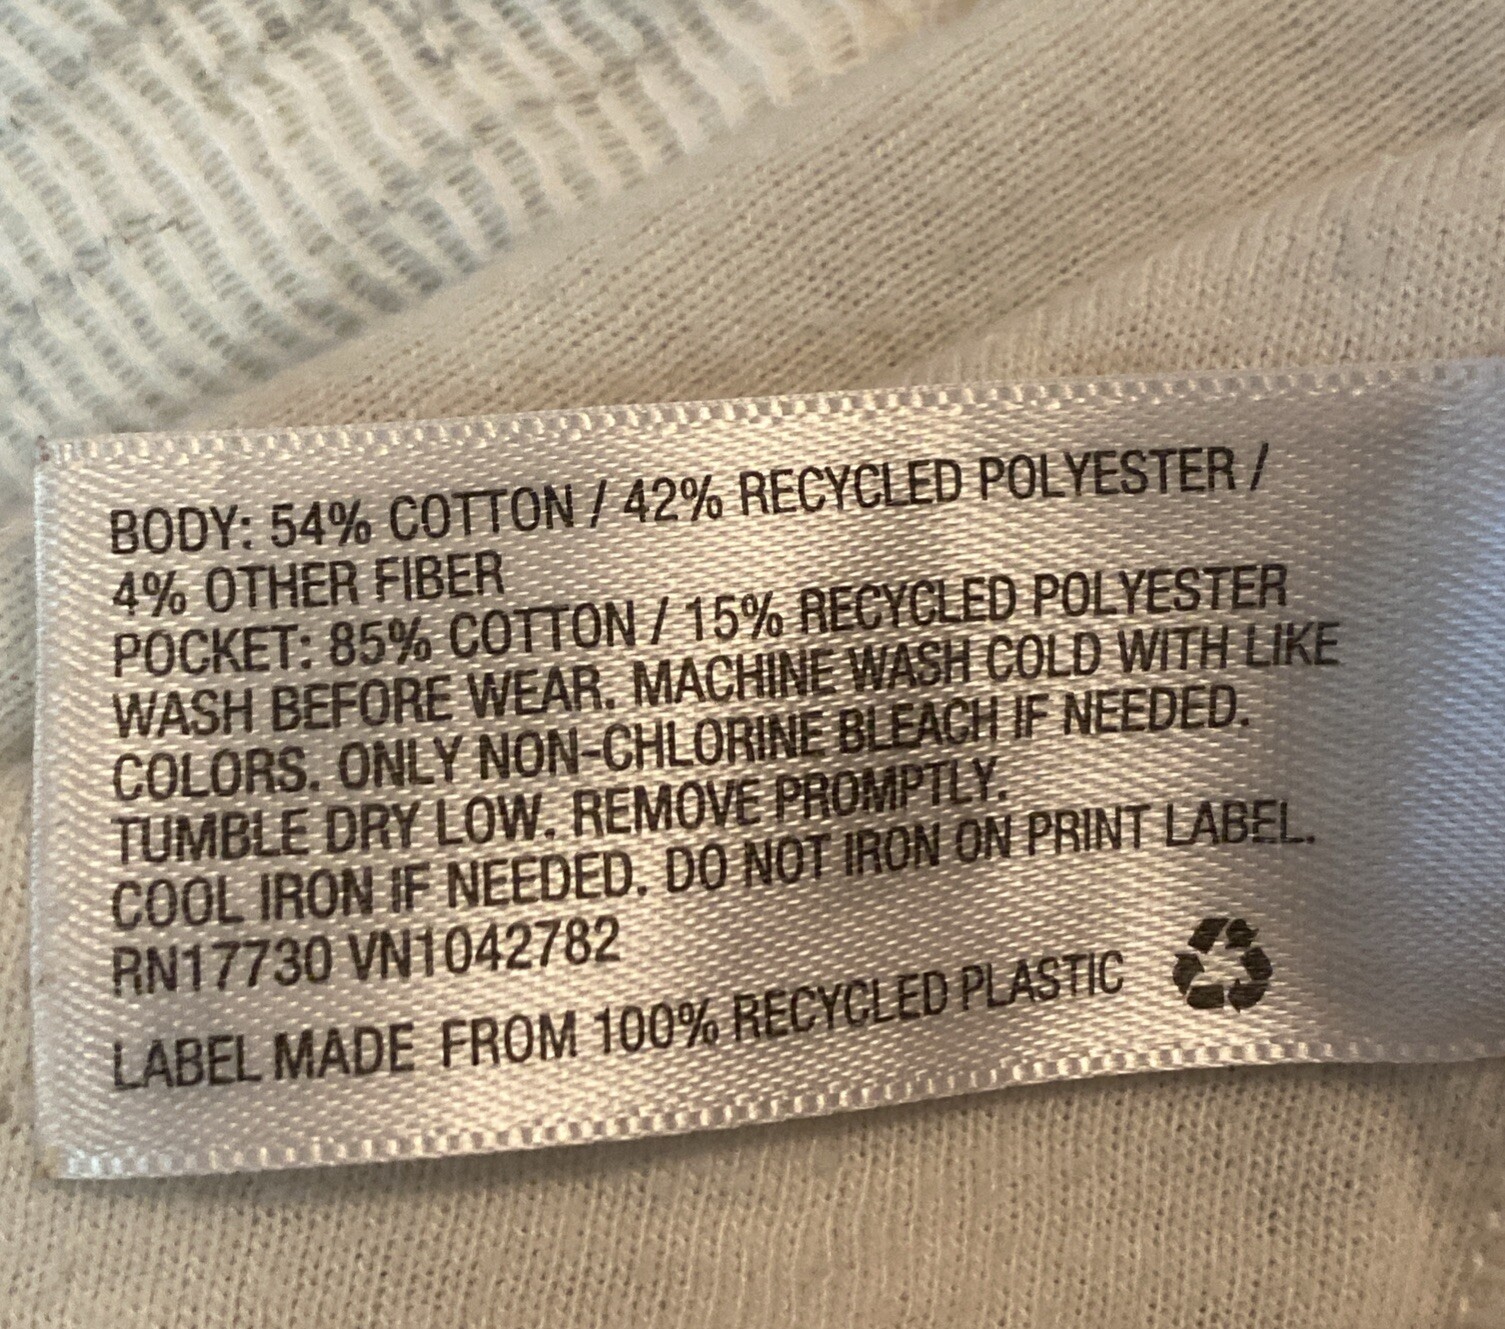 BODY: 54% COTTON / 42% RECYCLED POLYESTER /
4% OTHER FIBER
POCKET: 85% COTTON / 15% RECYCLED POLYESTER
WASH BEFORE WEAR. MACHINE WASH COLD WITH LIKE
COLORS. ONLY NON-CHLORINE BLEACH IF NEEDED.
TUMBLE DRY LOW. REMOVE PROMPTLY.
COOL IRON IF NEEDED. DO NOT IRON ON PRINT LABEL.
RN17730 VN1042782
LABEL MADE FROM 100% RECYCLED PLASTIC